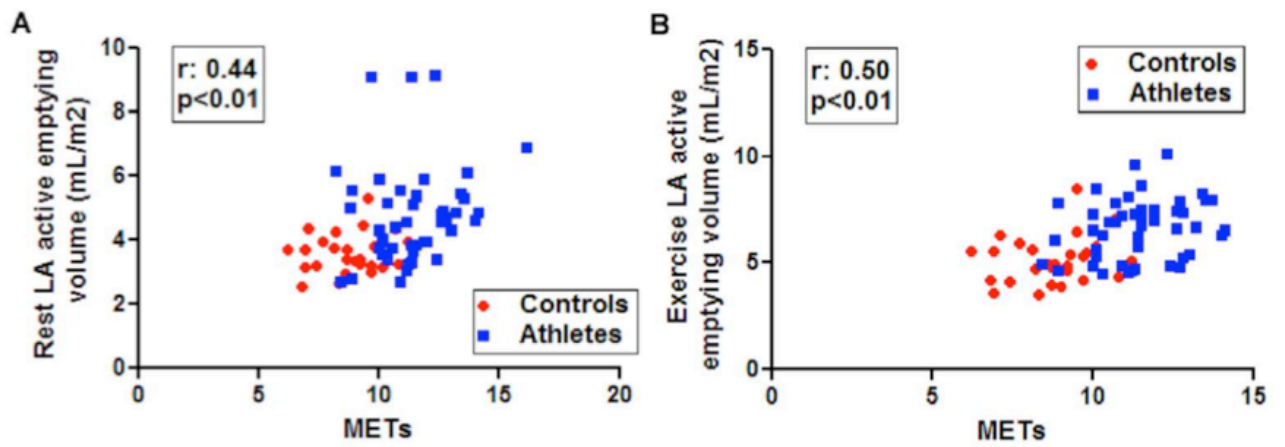 A
r: 0.44
p<0.01
Rest LA active emptying
volume (mL/m2)
10
8
6
4
2
0
Controls
Athletes
0
5
10
15
20
METs
B
r: 0.50
p<0.01
Controls
Athletes
Exercise LA active
emptying volume (mL/m2)
15
10
5
0
0
5
10
15
METs